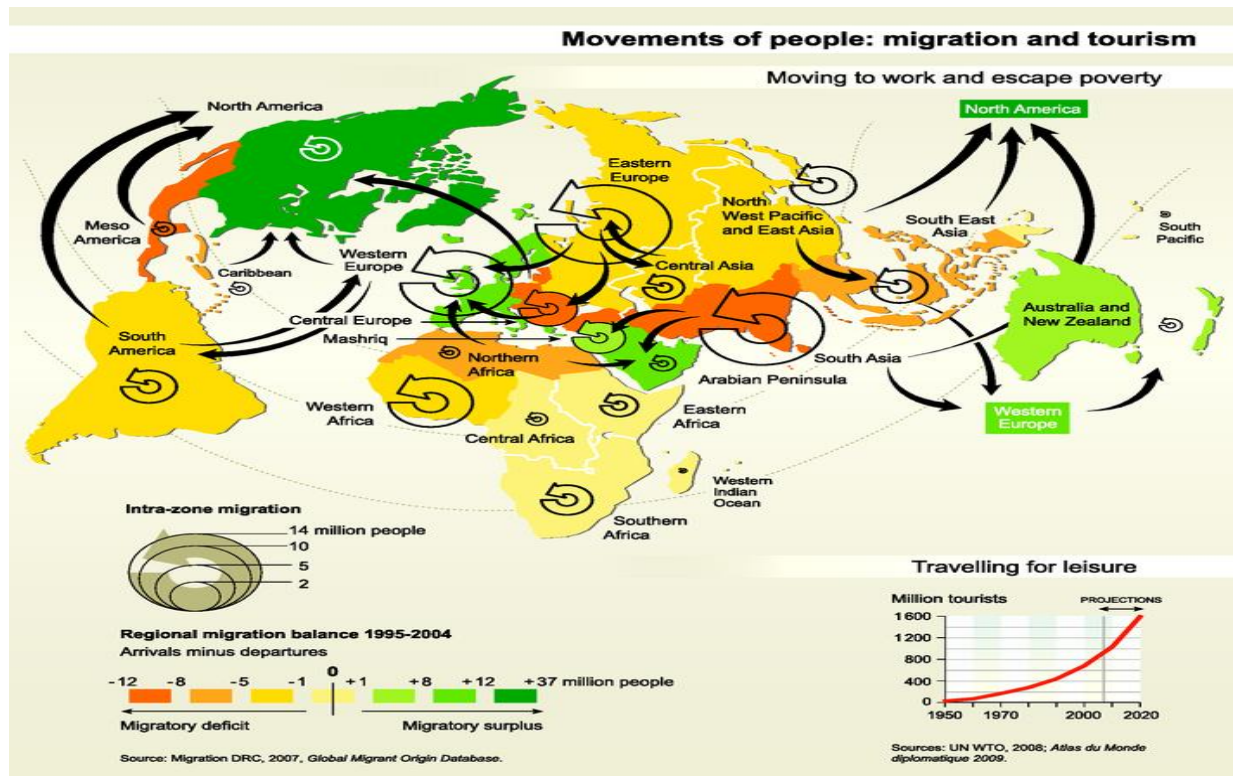 Movements of people: migration and tourism
Moving to work and escape poverty
North America
North America
Eastern
Europe
North
West Pacific
and East Asia
South East
Asia
South
Pacific
Meso
America
Caribbean
Western
Europe
Central Asia
Central Europe
Mashriq
South
America
Northern
Africa
Arabian Peninsula
South Asia
Australia and
New Zealand
Western
Africa
Central Africa
Eastern
Africa
Western
Europe
Western
Indian
Ocean
Southern
Africa
Intra-zone migration
14 million people
10
5
2
Regional migration balance 1995-2004
Arrivals minus departures
0
-12 -8 -5 -1 +1 +8 +12 +37 million people
Migratory deficit Migratory surplus
Source: Migration DRC, 2007, Global Migrant Origin Database.
Travelling for leisure
Million tourists
PROJECTIONS
1 600
1 200
800
400
0
1950 1970 2000 2020
Sources: UN WTO, 2008; Atlas du Monde
diplomatique 2009.